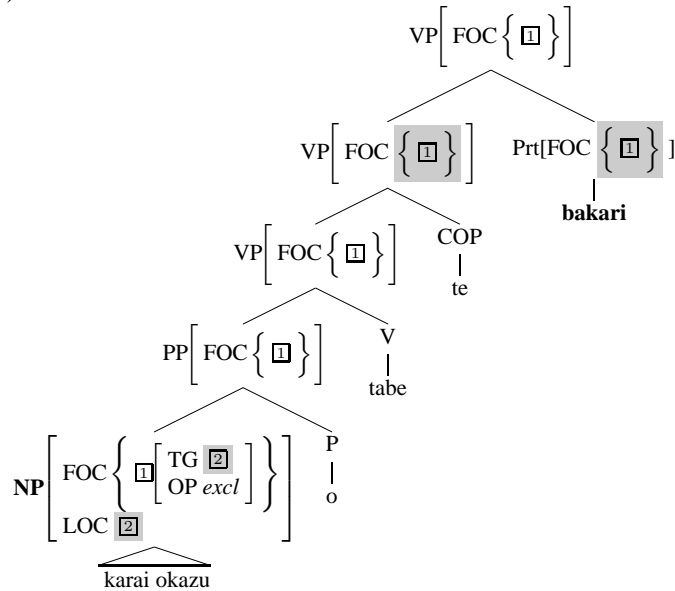 )
VP[ FOC { 1 } ]
VP[ FOC { 1 } ] Prt[FOC { 1 } ]
bakari
VP[ FOC { 1 } ] COP
te
PP[ FOC { 1 } ] V
tabe
NP[ FOC { 1 [ TG 2
OP excl ] } P
LOC 2 ] o
karai okazu